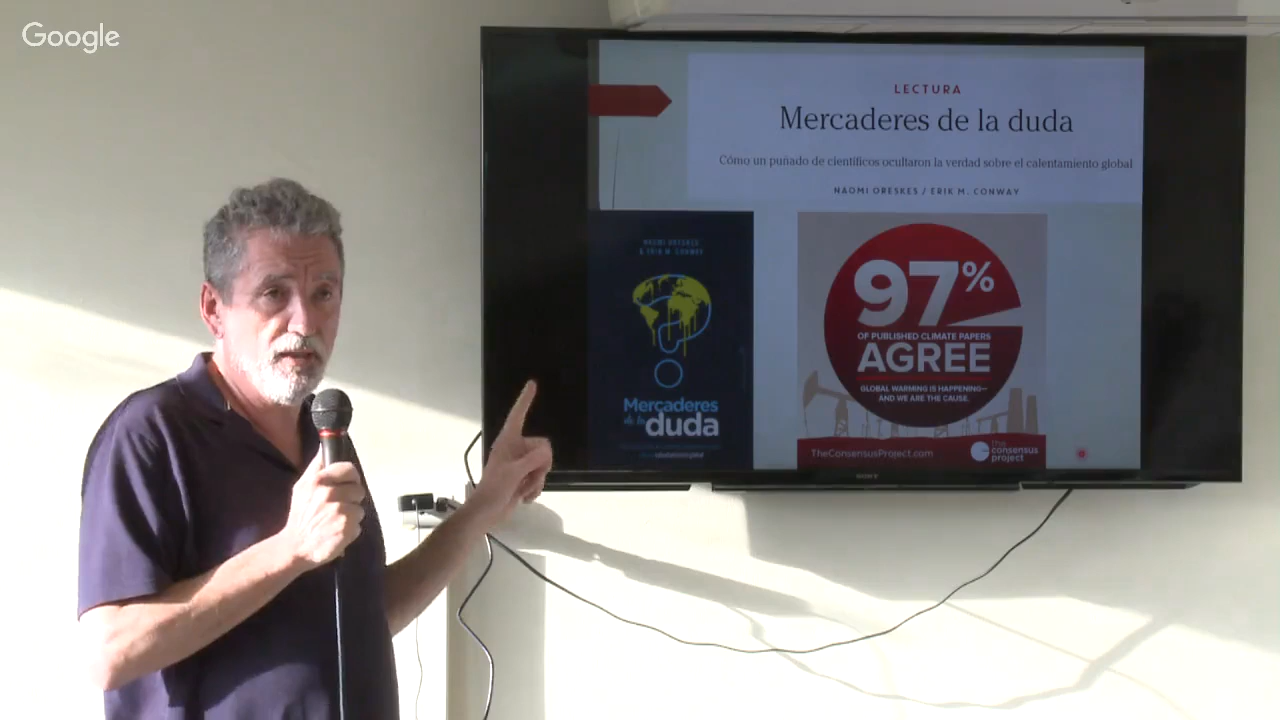 Google
LECTURA
Mercaderes de la duda
Cómo un puñado de científicos ocultaron la verdad sobre el calentamiento global
NAOMI ORESKES / ERIK M. CONWAY
NAOMI ORESKES
& ERIK M. CONWAY
Mercaderes
de la duda
97%
OF PUBLISHED CLIMATE PAPERS
AGREE
GLOBAL WARMING IS HAPPENING—
AND WE ARE THE CAUSE.
TheConsensusProject.com
the
consensus
project
SONY